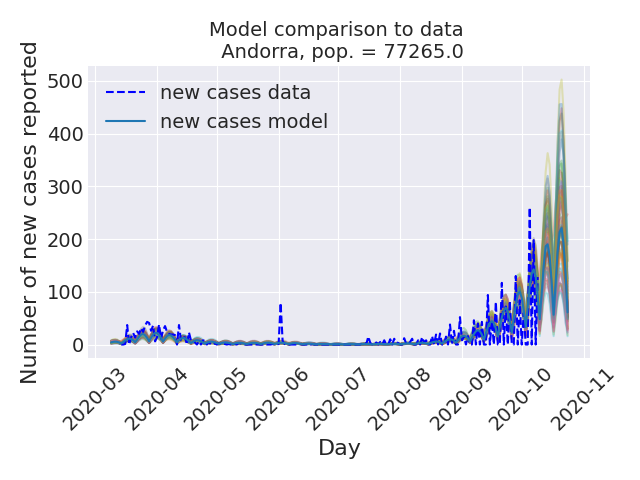 Model comparison to data
Andorra, pop. = 77265.0
Number of new cases reported
500
400
300
200
100
0
new cases data
new cases model
2020-03
2020-04
2020-05
2020-06
2020-07
2020-08
2020-09
2020-10
2020-11
Day